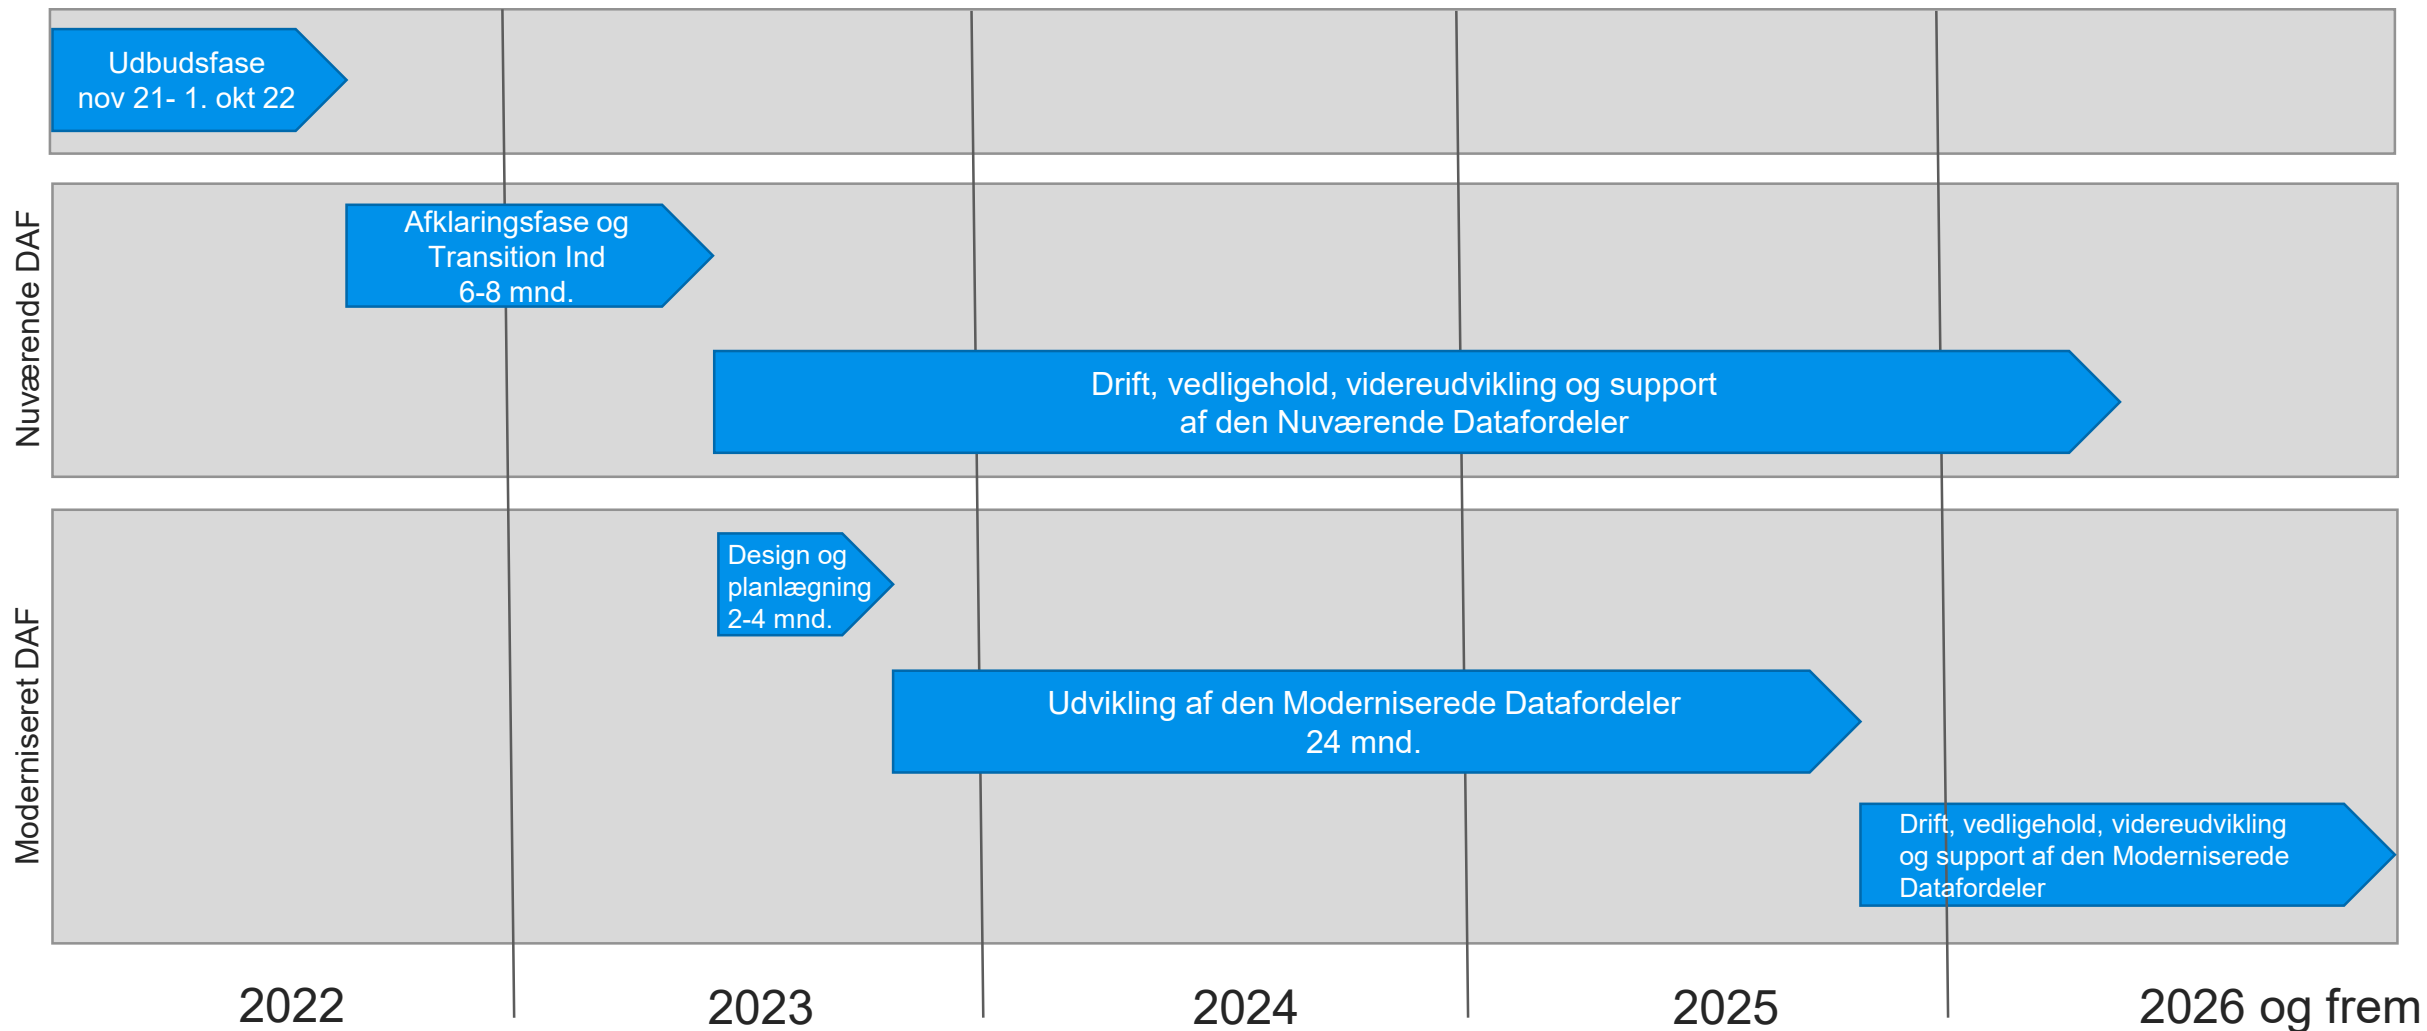 Udbudsfase
nov 21- 1. okt 22
Nuværende DAF
Afklaringsfase og
Transition Ind
6-8 mnd.
Drift, vedligehold, videreudvikling og support
af den Nuværende Datafordeler
Moderniseret DAF
Design og
planlægning
2-4 mnd.
Udvikling af den Moderniserede Datafordeler
24 mnd.
Drift, vedligehold, videreudvikling
og support af den Moderniserede
Datafordeler
2022
2023
2024
2025
2026 og frem